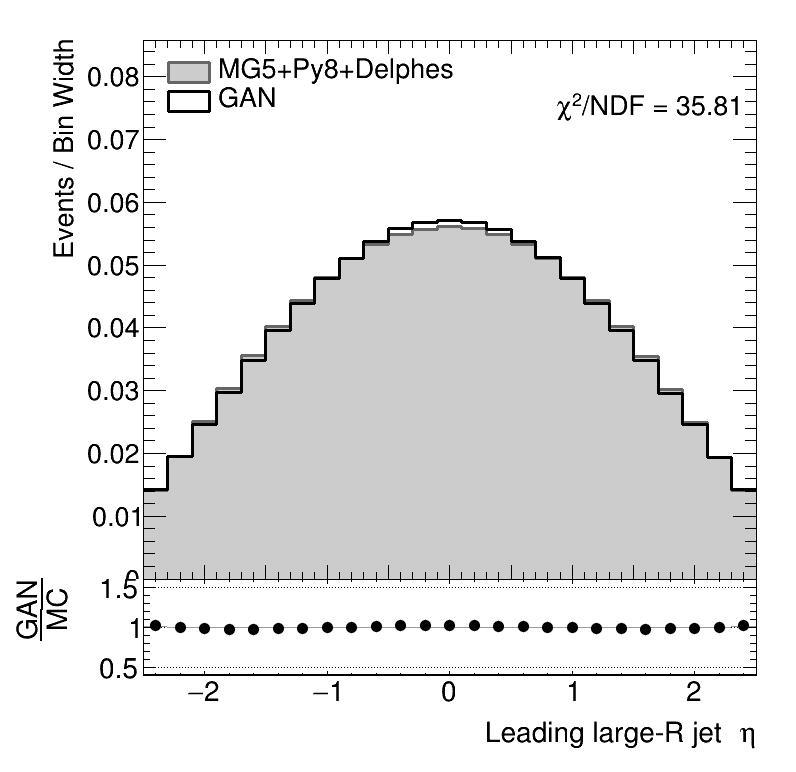 Events / Bin Width
0.08
0.07
0.06
0.05
0.04
0.03
0.02
0.01
0
MG5+Py8+Delphes
GAN
χ²/NDF = 35.81
GAN
MC
1.5
1
0.5
−2 −1 0 1 2
Leading large-R jet η